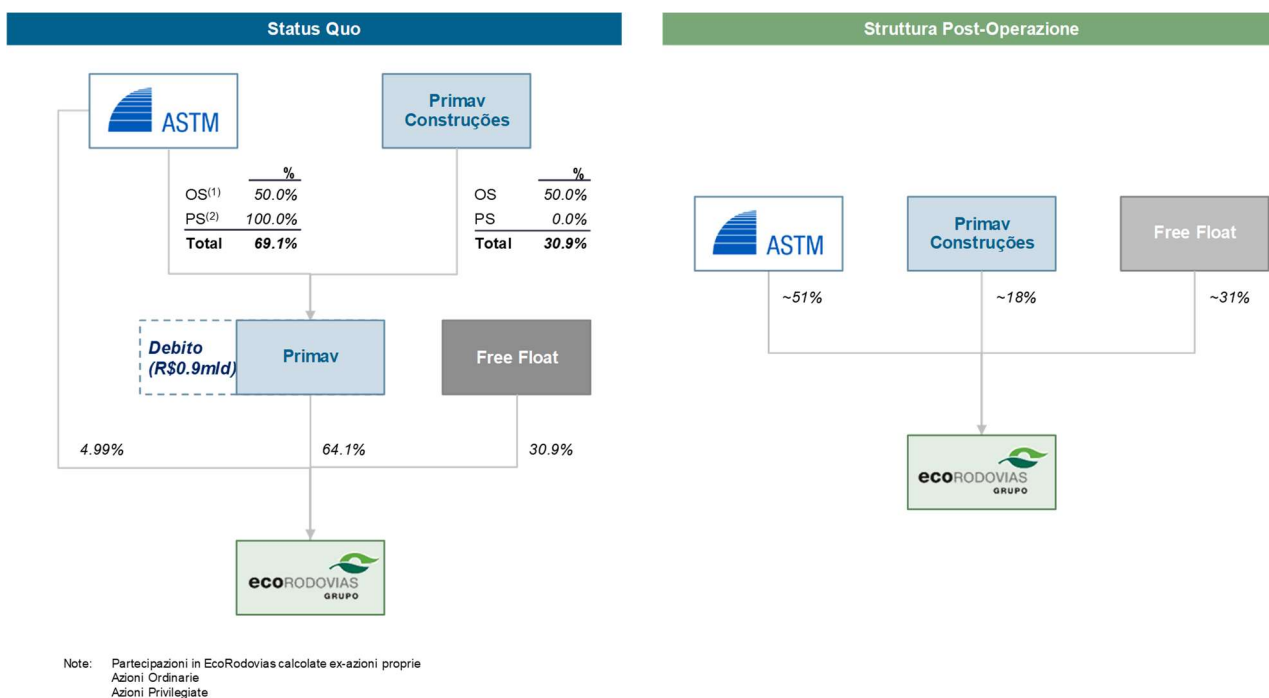 Status Quo
ASTM
Primav
Construções
%
OS(1) 50.0%
PS(2) 100.0%
Total 69.1%
%
OS 50.0%
PS 0.0%
Total 30.9%
Debito
(R$0.9mld)
Primav
Free Float
4.99%
64.1%
30.9%
ecoRODOVIAS
GRUPO
Note: Partecipazioni in EcoRodovias calcolate ex-azioni proprie
Azioni Ordinarie
Azioni Privilegiate
Struttura Post-Operazione
ASTM
Primav
Construções
Free Float
~51%
~18%
~31%
ecoRODOVIAS
GRUPO